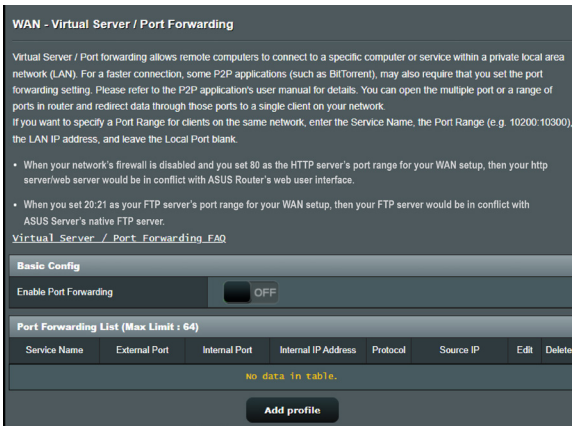 WAN - Virtual Server / Port Forwarding
Virtual Server / Port forwarding allows remote computers to connect to a specific computer or service within a private local area
network (LAN). For a faster connection, some P2P applications (such as BitTorrent), may also require that you set the port
forwarding setting. Please refer to the P2P application's user manual for details. You can open the multiple port or a range of
ports in router and redirect data through those ports to a single client on your network.
If you want to specify a Port Range for clients on the same network, enter the Service Name, the Port Range (e.g. 10200:10300),
the LAN IP address, and leave the Local Port blank.
• When your network's firewall is disabled and you set 80 as the HTTP server's port range for your WAN setup, then your http
server/web server would be in conflict with ASUS Router's web user interface.
• When you set 20:21 as your FTP server's port range for your WAN setup, then your FTP server would be in conflict with
ASUS Server's native FTP server.
Virtual Server / Port Forwarding FAQ
Basic Config
Enable Port Forwarding OFF
Port Forwarding List (Max Limit : 64)
Service Name External Port Internal Port Internal IP Address Protocol Source IP Edit Delete
No data in table.
Add profile